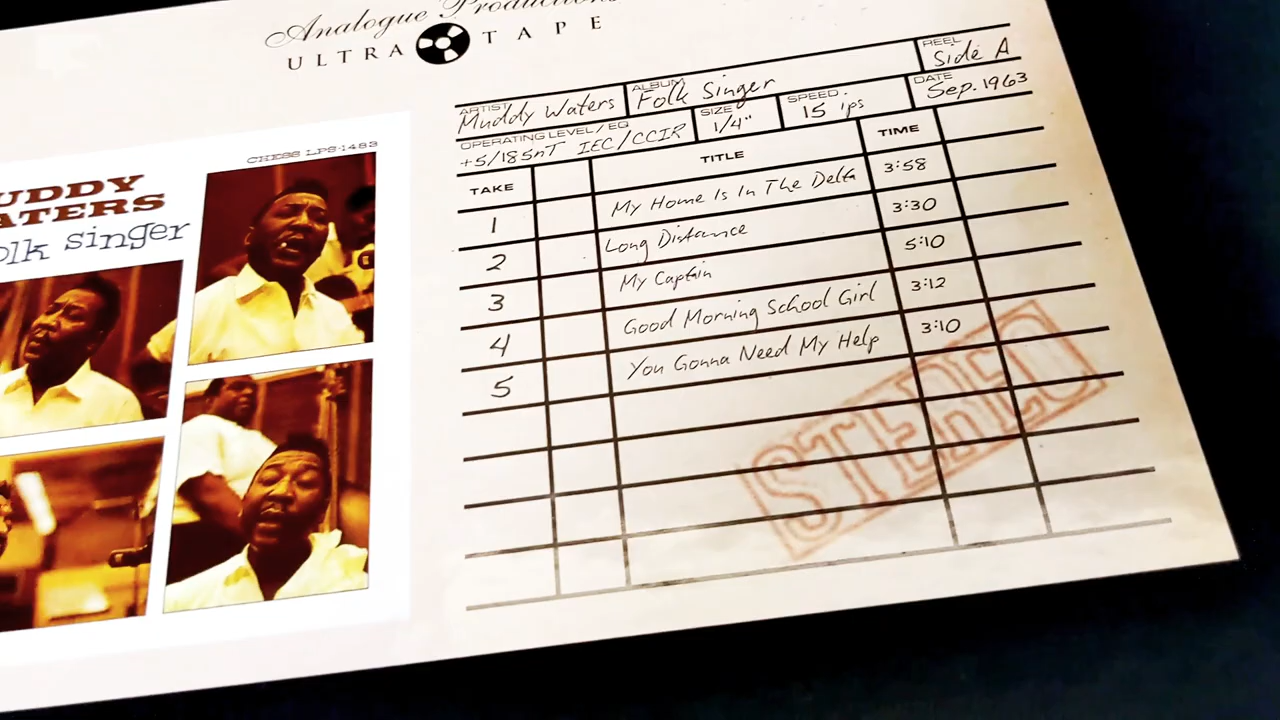 Analogue Productions
ULTRA TAPE
REEL
Side A
ARTIST
Muddy Waters
ALBUM
Folk Singer
DATE
Sep. 1963
OPERATING LEVEL / EQ
+5/185nT IEC/CCIR
SIZE
1/4"
SPEED
15 ips
TAKE TITLE TIME
1 My Home Is In The Delta 3:58
2 Long Distance 3:30
3 My Captin 5:10
4 Good Morning School Girl 3:12
5 You Gonna Need My Help 3:10
STEREO
CHESS LPS-1483
UDDY
ATERS
olk singer